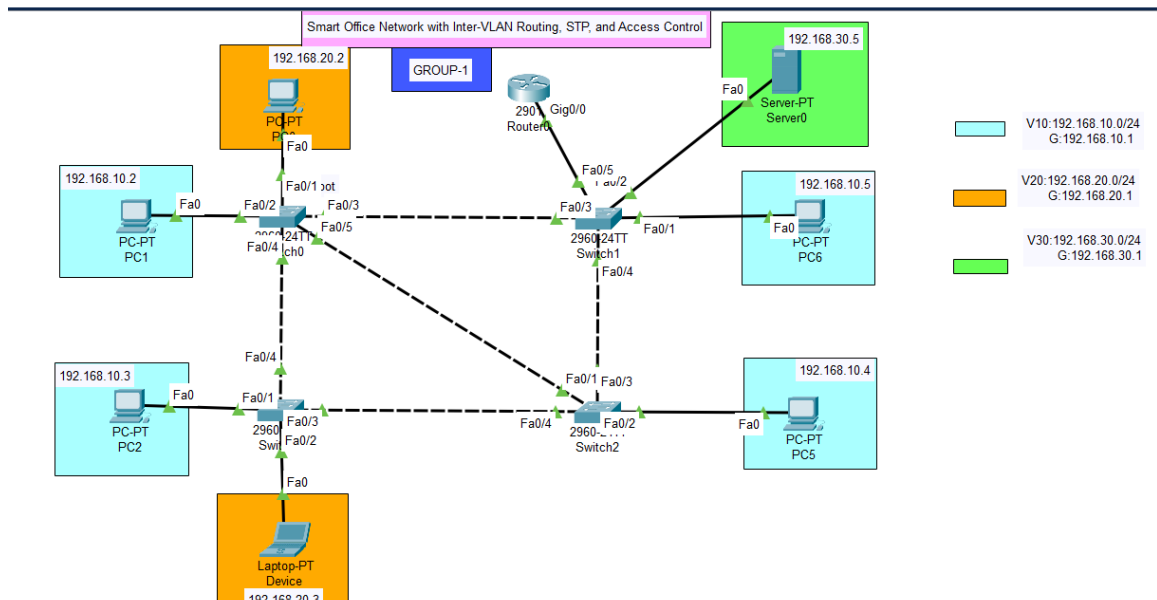 Smart Office Network with Inter-VLAN Routing, STP, and Access Control
GROUP-1
192.168.20.2
PC-PT
Fa0
192.168.30.5
Fa0
Server-PT
Server0
Gig0/0
Router0
V10:192.168.10.0/24
G:192.168.10.1
V20:192.168.20.0/24
G:192.168.20.1
V30:192.168.30.0/24
G:192.168.30.1
192.168.10.2
Fa0
PC-PT
PC1
Fa0/1
Fa0/2
Fa0/3
Fa0/5
Fa0/4
Fa0/5
Fa0/2
Fa0/3
Fa0/1
2960-24TT
Switch1
Fa0/4
192.168.10.5
Fa0
PC-PT
PC6
192.168.10.3
Fa0
PC-PT
PC2
Fa0/4
Fa0/1
Fa0/3
2960
Fa0/2
Fa0/1
Fa0/3
Fa0/4
Fa0/2
Switch2
192.168.10.4
Fa0
PC-PT
PC5
Fa0
Laptop-PT
Device
192.168.20.3